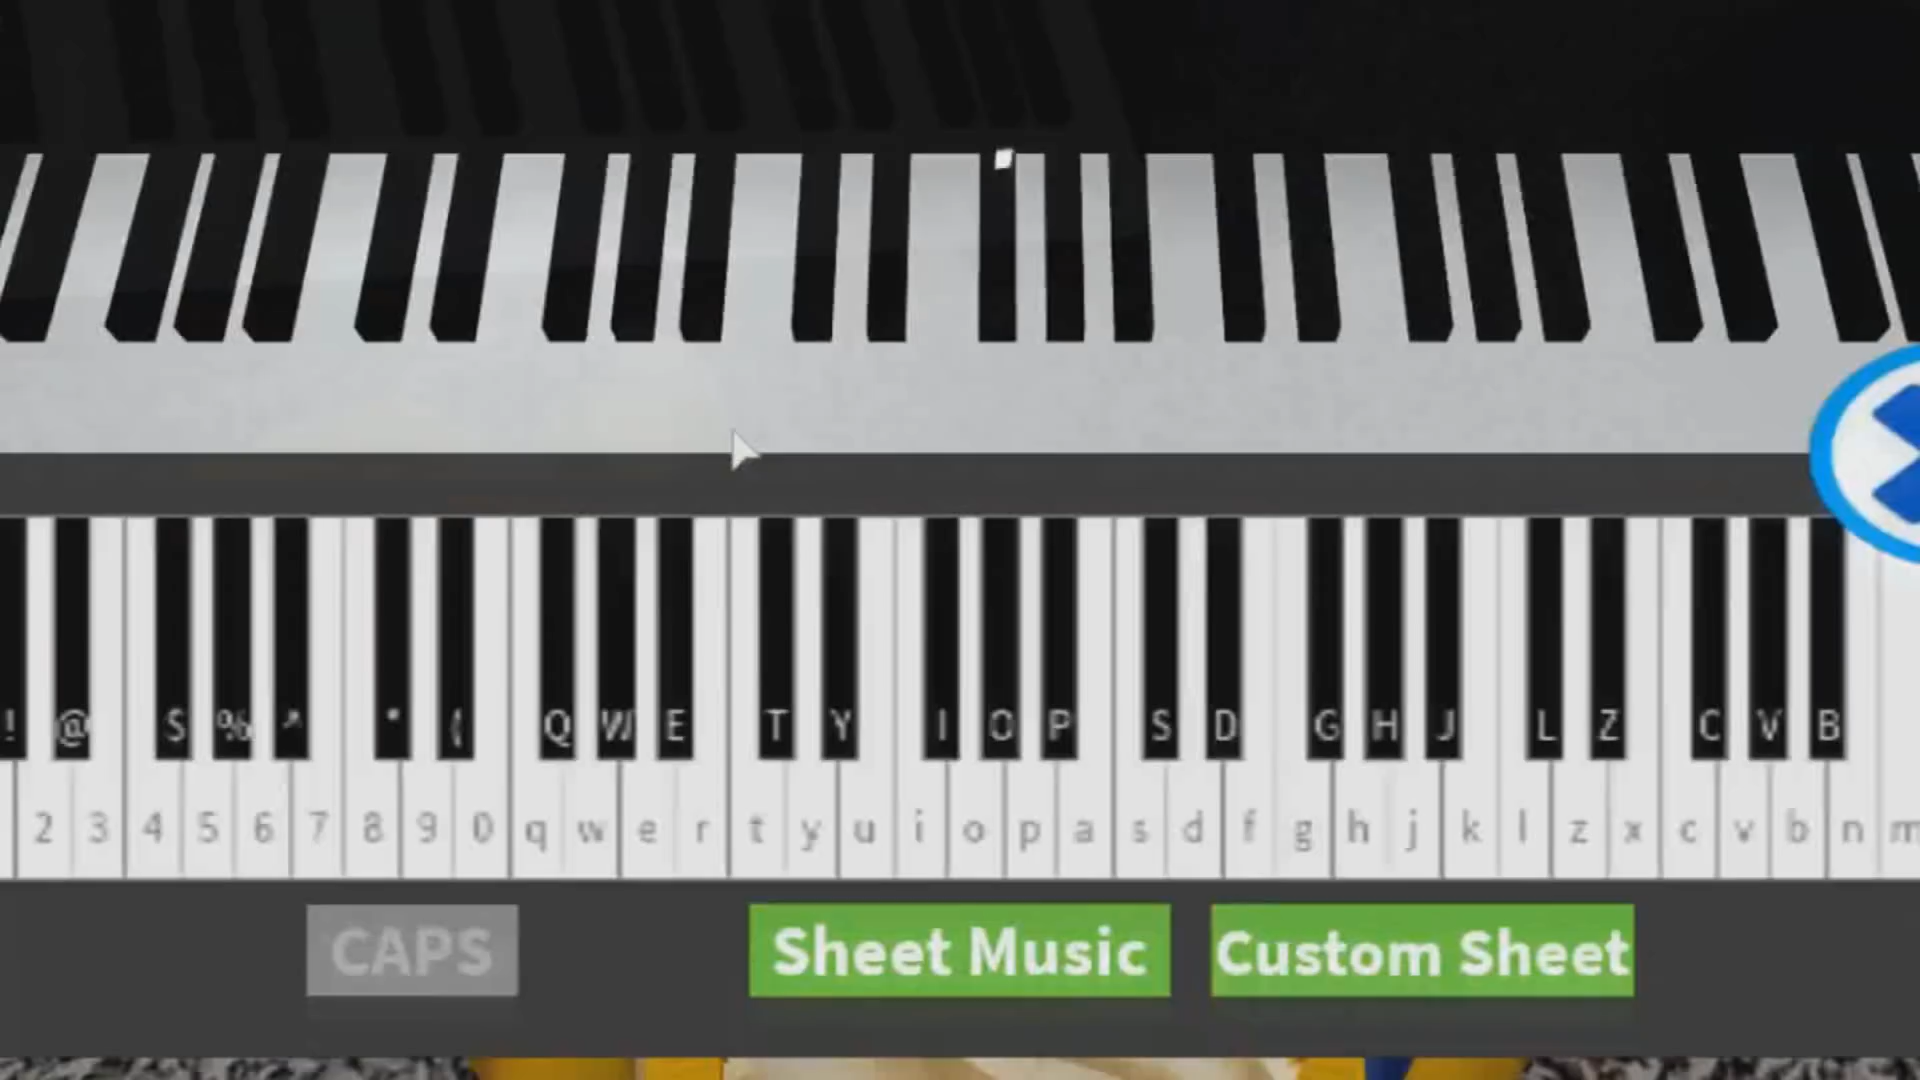 ! @ $ % ^ * ( Q W E T Y I O P S D G H J L Z C V B
2 3 4 5 6 7 8 9 0 q w e r t y u i o p a s d f g h j k l z x c v b n m
CAPS Sheet Music Custom Sheet